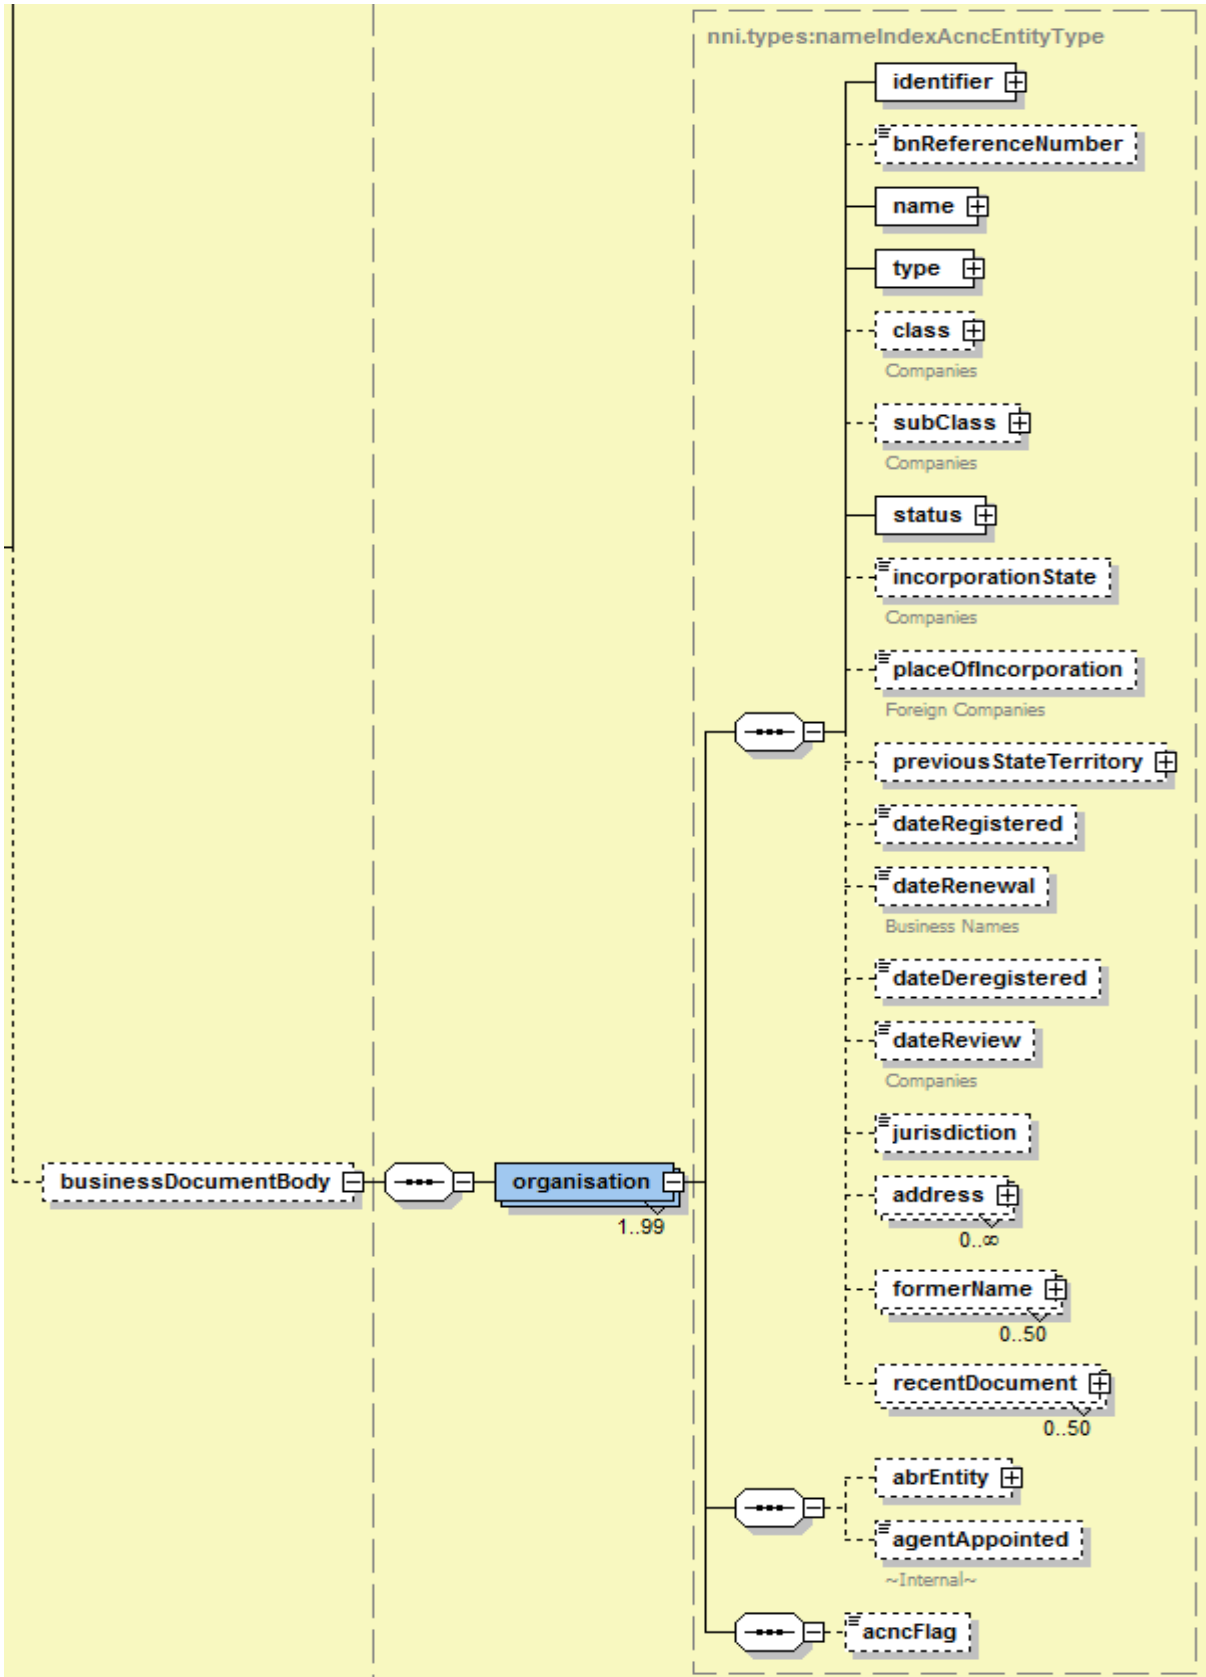 nni.types:nameIndexAcncEntityType
identifier
bnReferenceNumber
name
type
class
Companies
subClass
Companies
status
incorporationState
Companies
placeOfIncorporation
Foreign Companies
previousStateTerritory
dateRegistered
dateRenewal
Business Names
dateDeregistered
dateReview
Companies
jurisdiction
businessDocumentBody
organisation
1..99
address
0..∞
formerName
0..50
recentDocument
0..50
abrEntity
agentAppointed
~Internal~
acncFlag